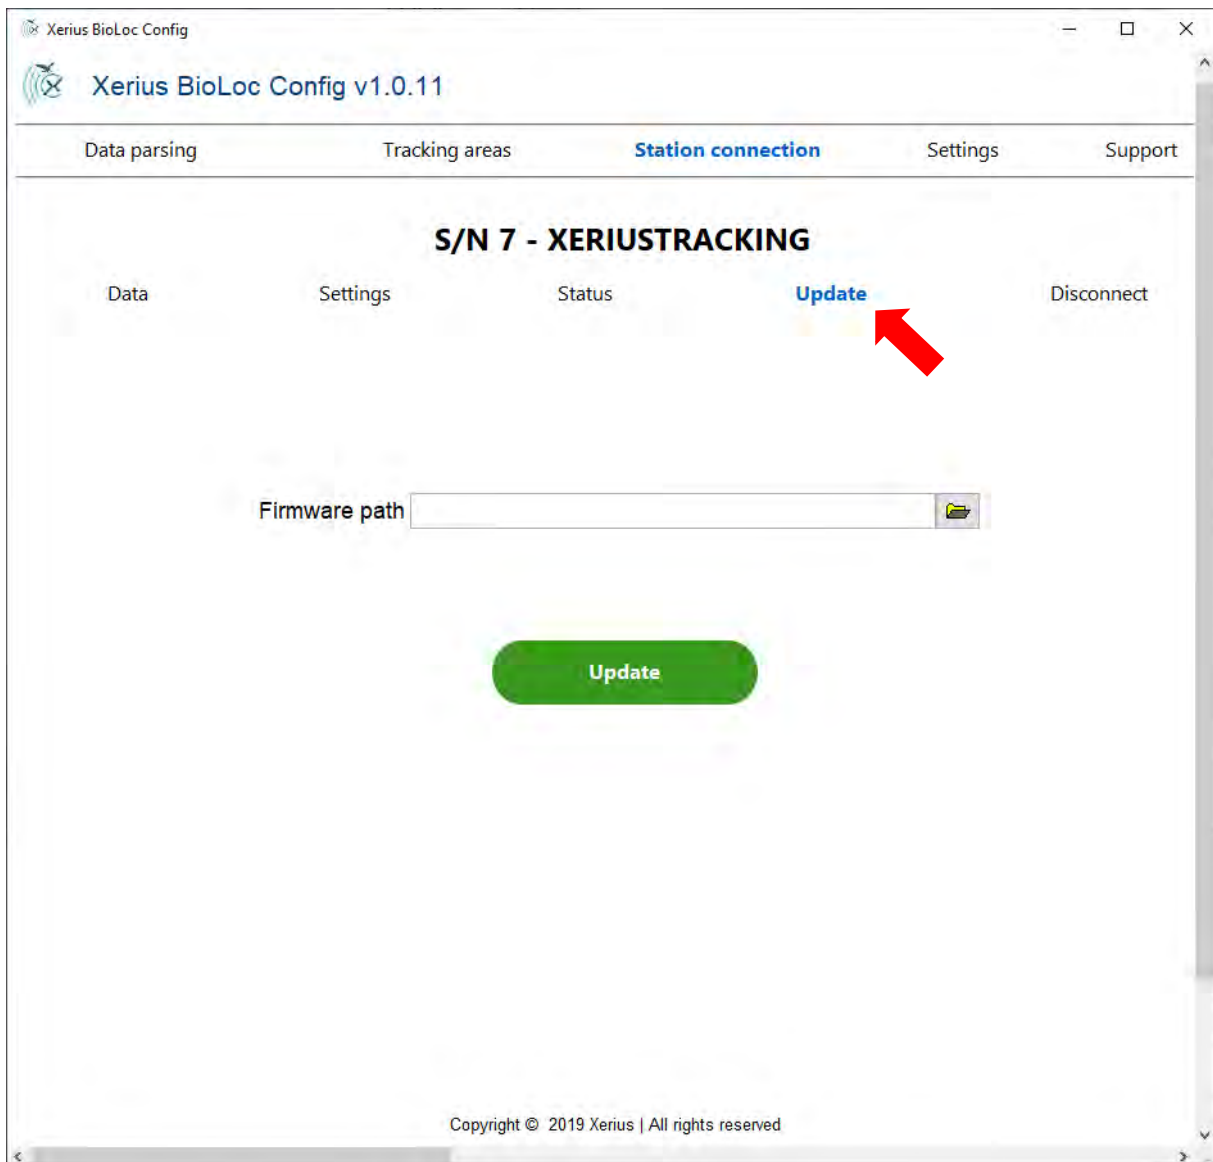 Xerius BioLoc Config
Xerius BioLoc Config v1.0.11
Data parsing Tracking areas Station connection Settings Support
S/N 7 - XERIUSTRACKING
Data Settings Status Update Disconnect
Firmware path
Update
Copyright © 2019 Xerius | All rights reserved